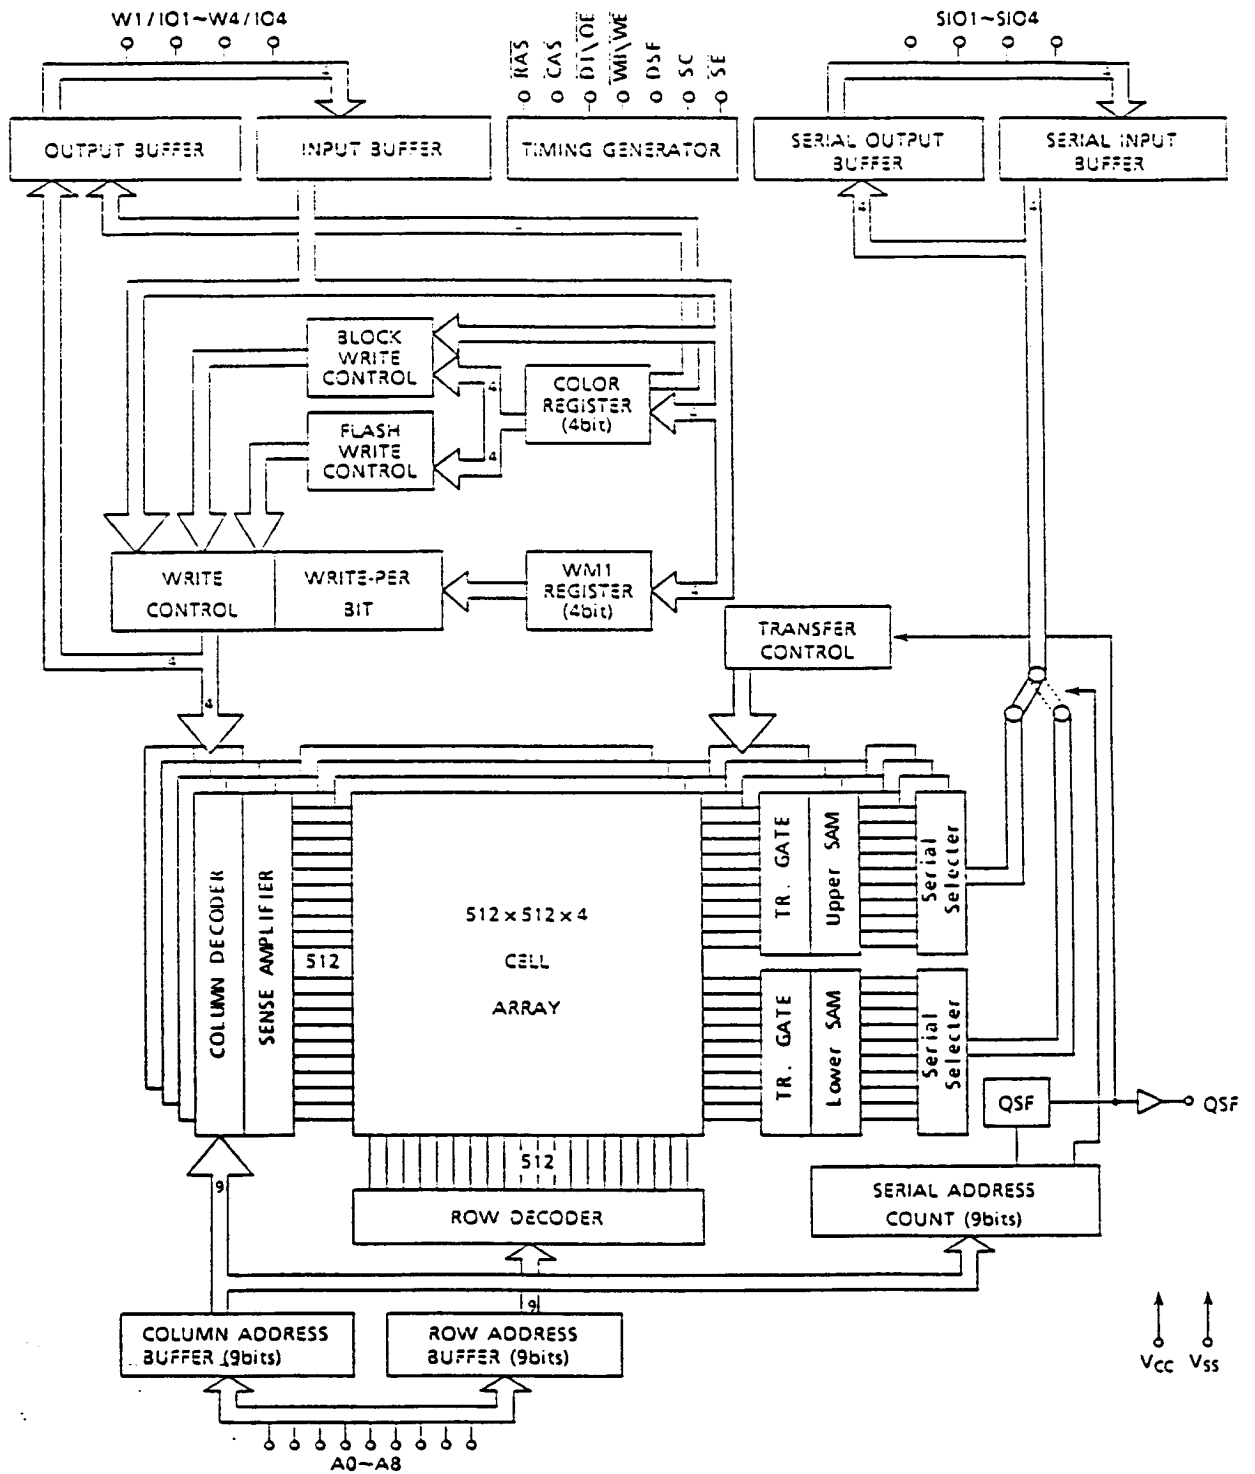 W1/IO1~W4/IO4
SIO1~SIO4
RAS
CAS
DT\OE
WB\WE
DSF
SC
SE
OUTPUT BUFFER
INPUT BUFFER
TIMING GENERATOR
SERIAL OUTPUT
BUFFER
SERIAL INPUT
BUFFER
4
4
BLOCK
WRITE
CONTROL
FLASH
WRITE
CONTROL
4
4
COLOR
REGISTER
(4bit)
4
WRITE
CONTROL
WRITE-PER
BIT
WM1
REGISTER
(4bit)
4
TRANSFER
CONTROL
4
4
COLUMN DECODER
SENSE AMPLIFIER
512
512x512x4
CELL
ARRAY
TR. GATE
Upper SAM
Serial
Selecter
TR. GATE
Lower SAM
Serial
Selecter
QSF
QSF
9
512
ROW DECODER
SERIAL ADDRESS
COUNT (9bits)
9
COLUMN ADDRESS
BUFFER (9bits)
ROW ADDRESS
BUFFER (9bits)
VCC
VSS
A0~A8